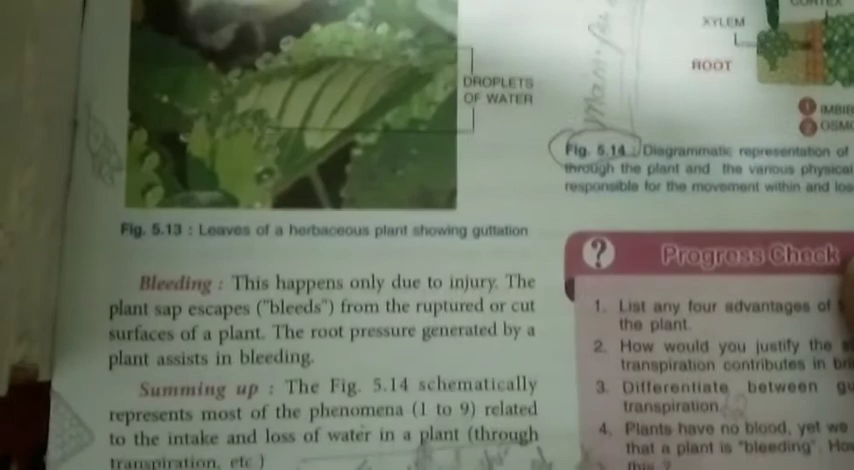 DROPLETS
OF WATER
Fig. 5.13 : Leaves of a herbaceous plant showing guttation
Bleeding : This happens only due to injury. The
plant sap escapes ("bleeds") from the ruptured or cut
surfaces of a plant. The root pressure generated by a
plant assists in bleeding.
Summing up : The Fig. 5.14 schematically
represents most of the phenomena (1 to 9) related
to the intake and loss of water in a plant (through
transpiration, etc.)
XYLEM
ROOT
1
2
Fig. 5.14 : Diagrammatic representation of
through the plant and the various physical
responsible for the movement within and
? Progress Check
1. List any four advantages of
the plant.
2. How would you justify the
transpiration contributes in
3. Differentiate between
transpiration
4. Plants have no blood, yet we
that a plant is "bleeding".
this ?